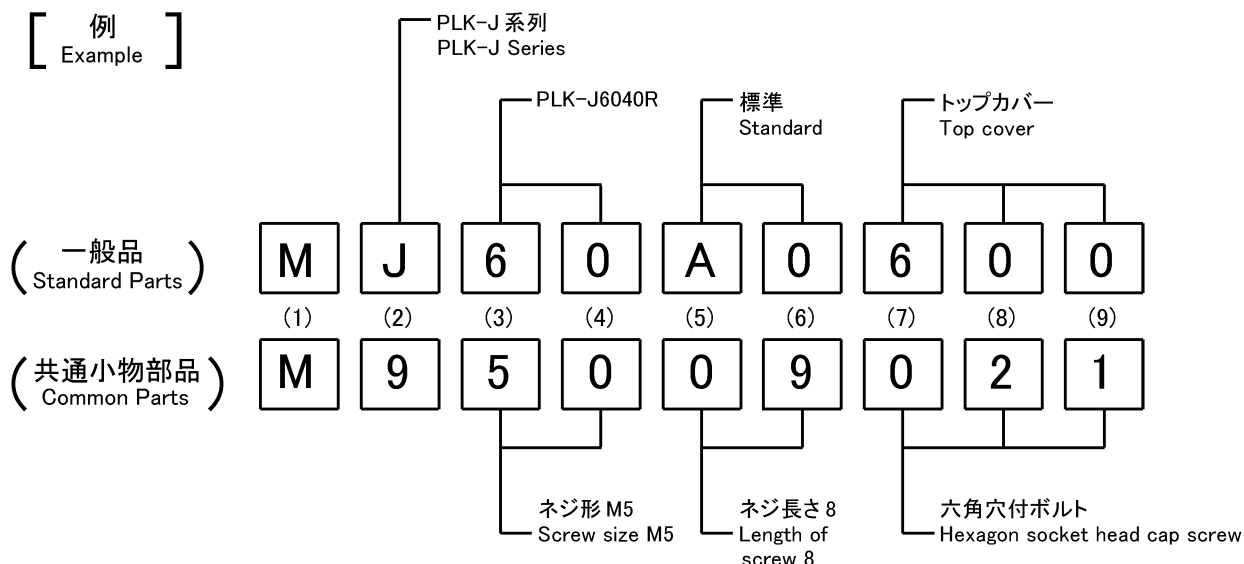 例
Example
PLK-J 系列
PLK-J Series
PLK-J6040R
標準
Standard
トップカバー
Top cover
一般品
Standard Parts
M J 6 0 A 0 6 0 0
(1) (2) (3) (4) (5) (6) (7) (8) (9)
共通小物部品
Common Parts
M 9 5 0 0 9 0 2 1
ネジ形 M5
Screw size M5
ネジ長さ 8
Length of
screw 8
六角穴付ボルト
Hexagon socket head cap screw